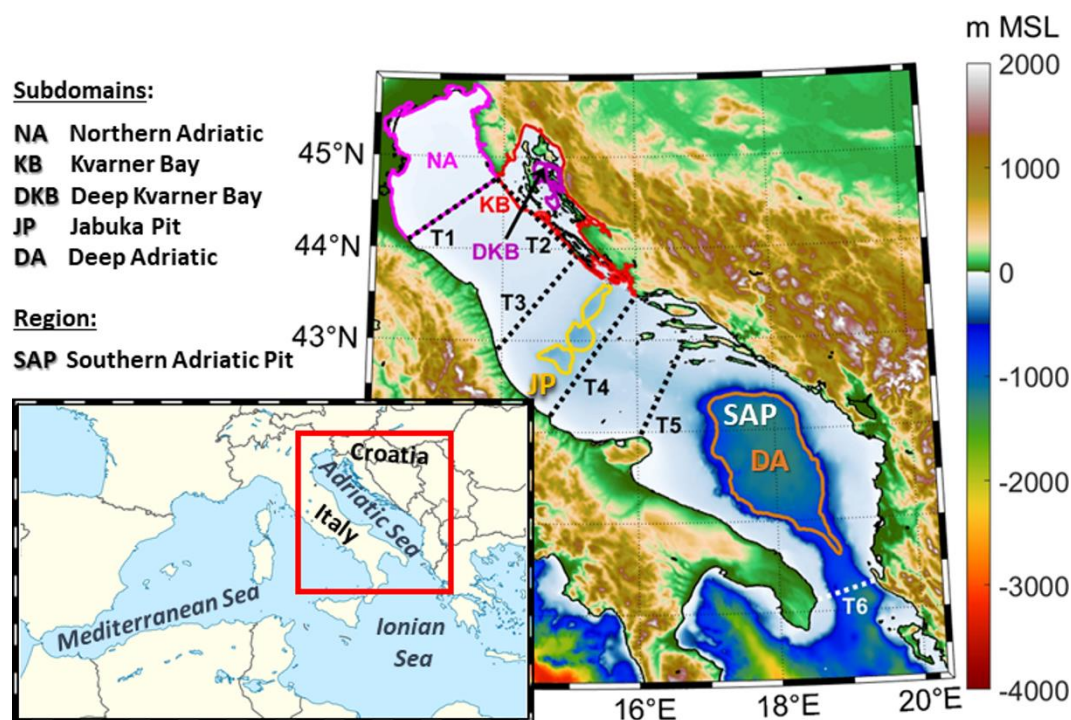 m MSL
2000
1000
0
-1000
-2000
-3000
-4000
Subdomains:
NA Northern Adriatic
KB Kvarner Bay
DKB Deep Kvarner Bay
JP Jabuka Pit
DA Deep Adriatic
Region:
SAP Southern Adriatic Pit
45°N
44°N
43°N
NA
KB
T1
DKB
T2
T3
JP
T4
T5
SAP
DA
T6
16°E
18°E
20°E
Croatia
Adriatic Sea
Italy
Mediterranean Sea
Ionian
Sea